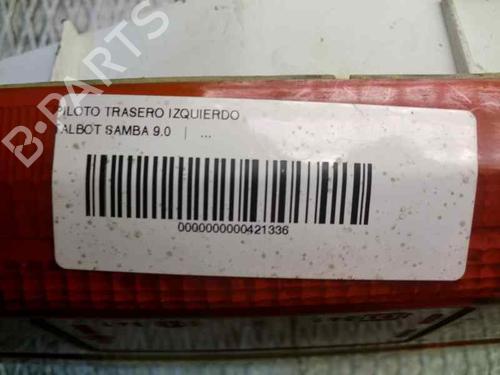 PILOTO TRASERO IZQUIERDO
TALBOT SAMBA 9.0 | ...
0000000000421336
B-PARTS